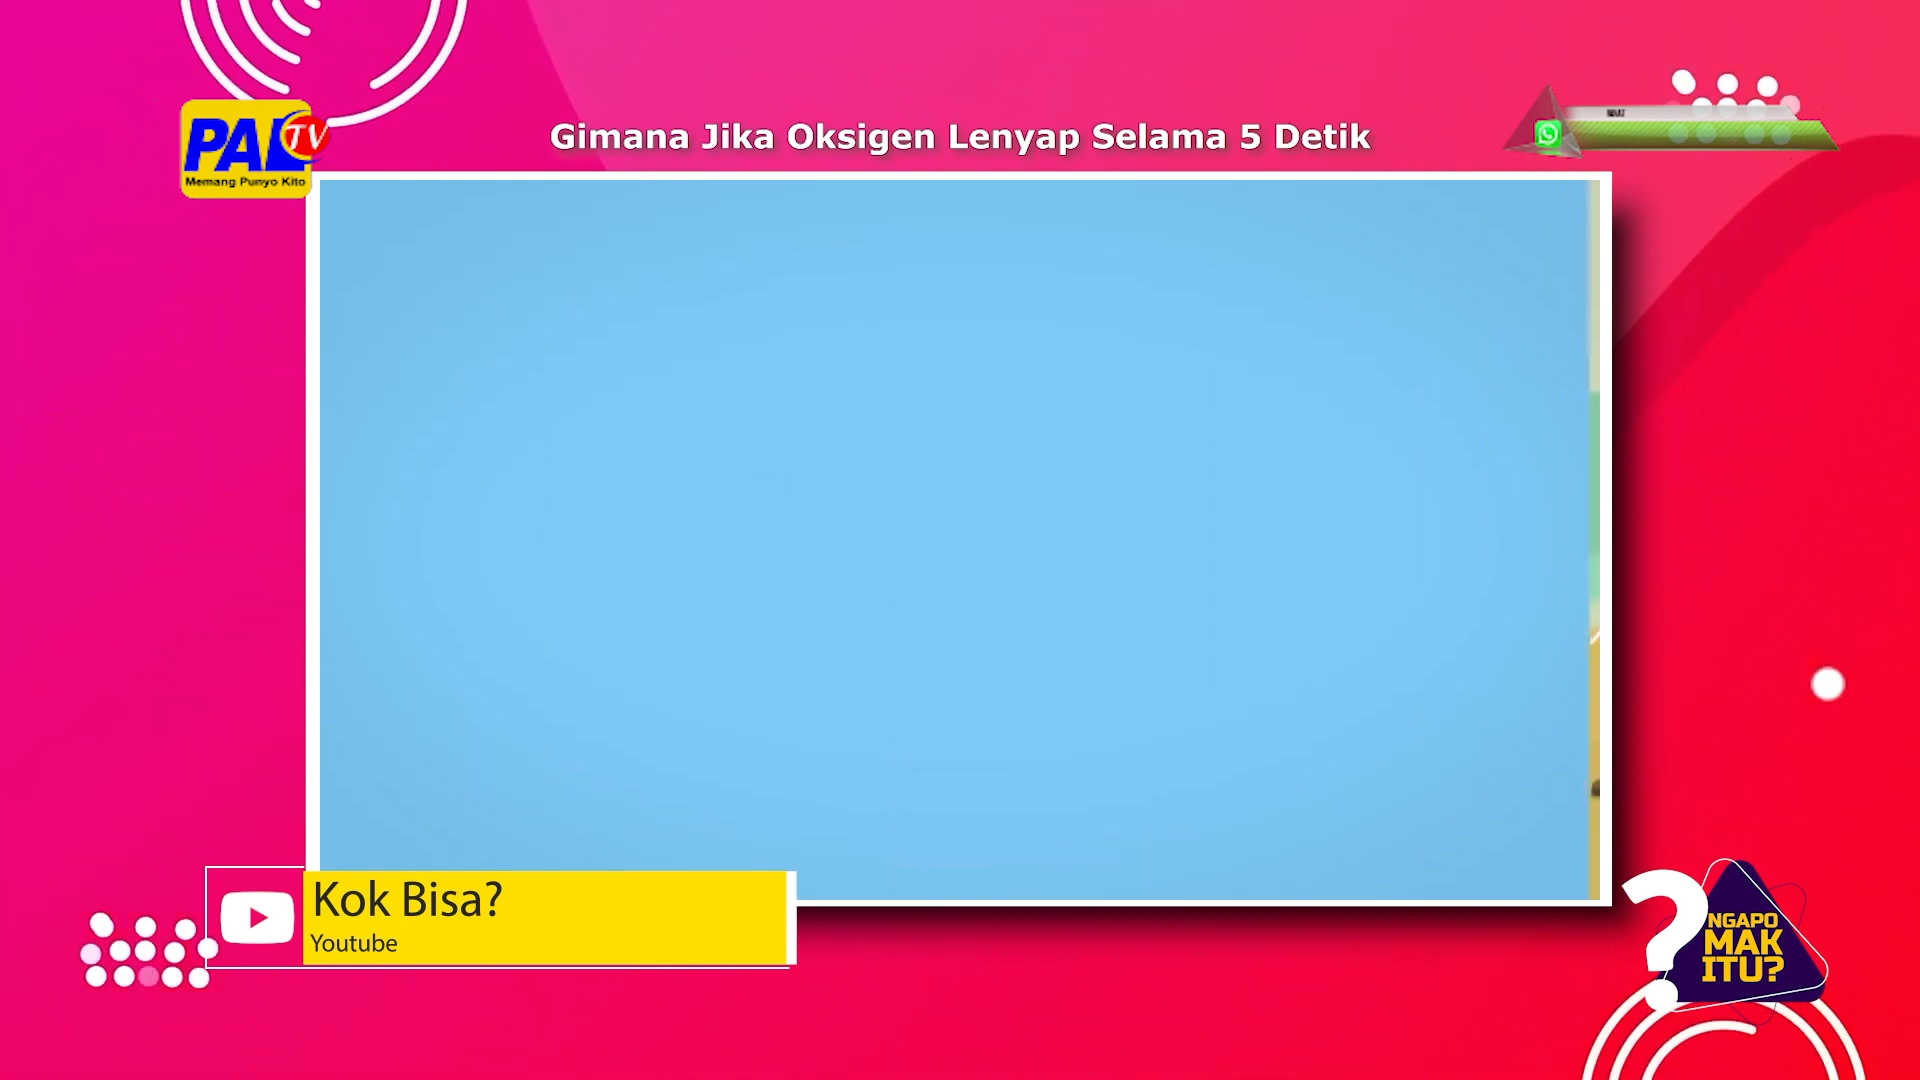 PAL TV
Memang Punyo Kito
Gimana Jika Oksigen Lenyap Selama 5 Detik
Kok Bisa?
Youtube
?
NGAPO
MAK
ITU?